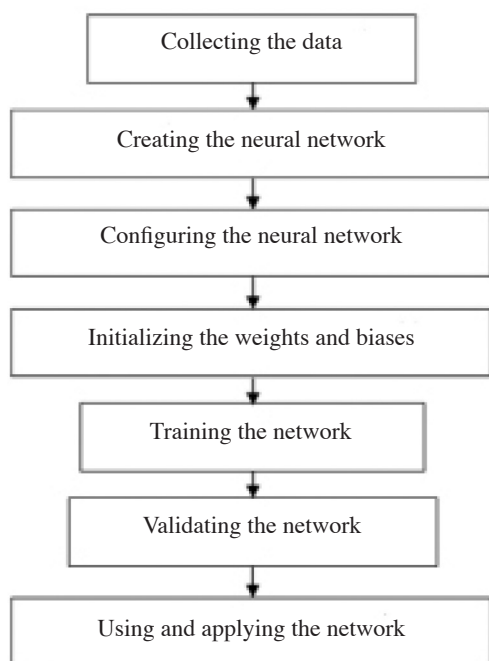 Collecting the data
Creating the neural network
Configuring the neural network
Initializing the weights and biases
Training the network
Validating the network
Using and applying the network